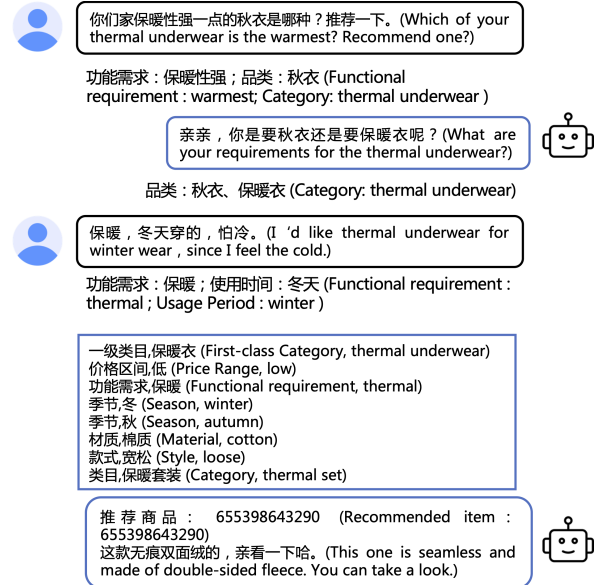 你们家保暖性强一点的秋衣是哪种？推荐一下。(Which of your
thermal underwear is the warmest? Recommend one?)
功能需求：保暖性强；品类：秋衣 (Functional
requirement : warmest; Category: thermal underwear )
亲亲，你是要秋衣还是要保暖衣呢？(What are
your requirements for the thermal underwear?)
品类：秋衣、保暖衣 (Category: thermal underwear)
保暖，冬天穿的，怕冷。(I‘d like thermal underwear for
winter wear，since I feel the cold.)
功能需求：保暖；使用时间：冬天 (Functional requirement :
thermal ; Usage Period : winter )
一级类目,保暖衣 (First-class Category, thermal underwear)
价格区间,低 (Price Range, low)
功能需求,保暖 (Functional requirement, thermal)
季节,冬 (Season, winter)
季节,秋 (Season, autumn)
材质,棉质 (Material, cotton)
款式,宽松 (Style, loose)
类目,保暖套装 (Category, thermal set)
推荐商品：655398643290 (Recommended item :
655398643290)
这款无痕双面绒的，亲看一下哈。(This one is seamless and
made of double-sided fleece. You can take a look.)